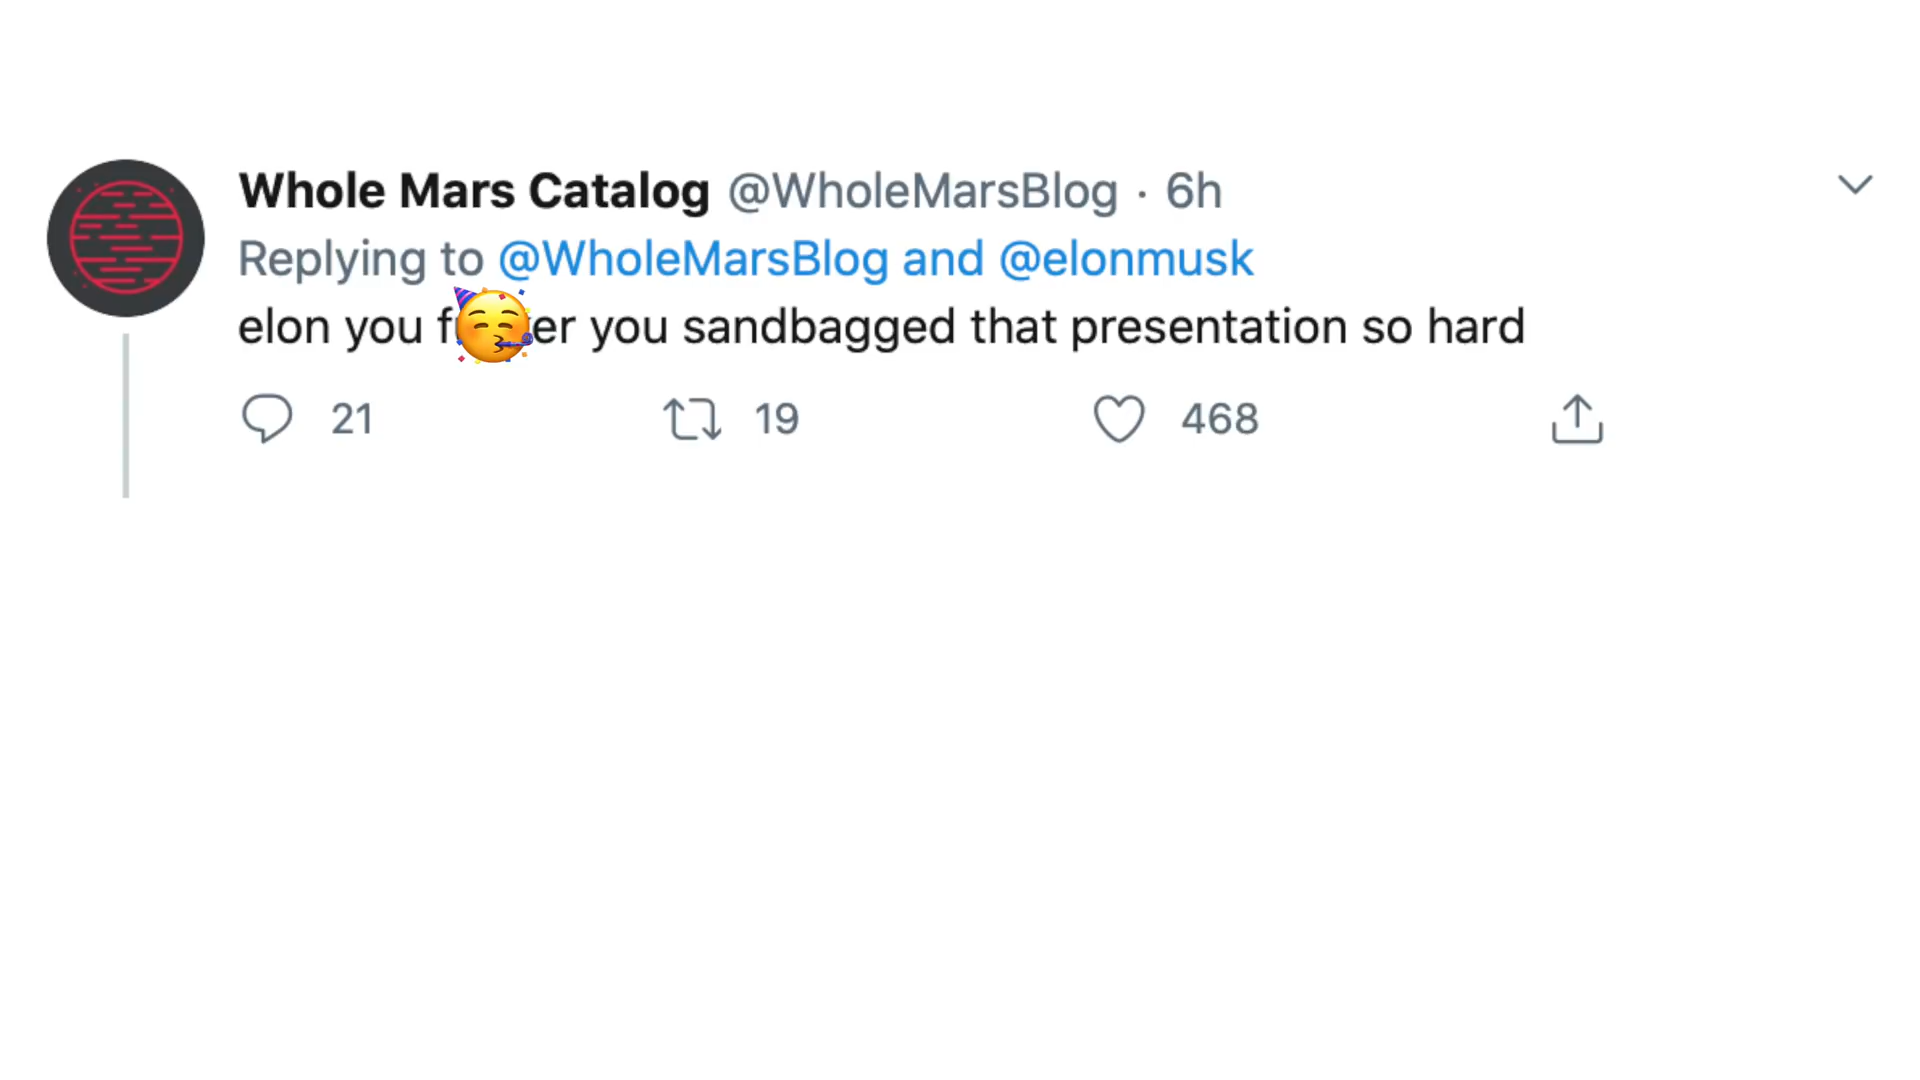 Whole Mars Catalog @WholeMarsBlog · 6h
Replying to @WholeMarsBlog and @elonmusk
elon you f🥳er you sandbagged that presentation so hard
21 19 468